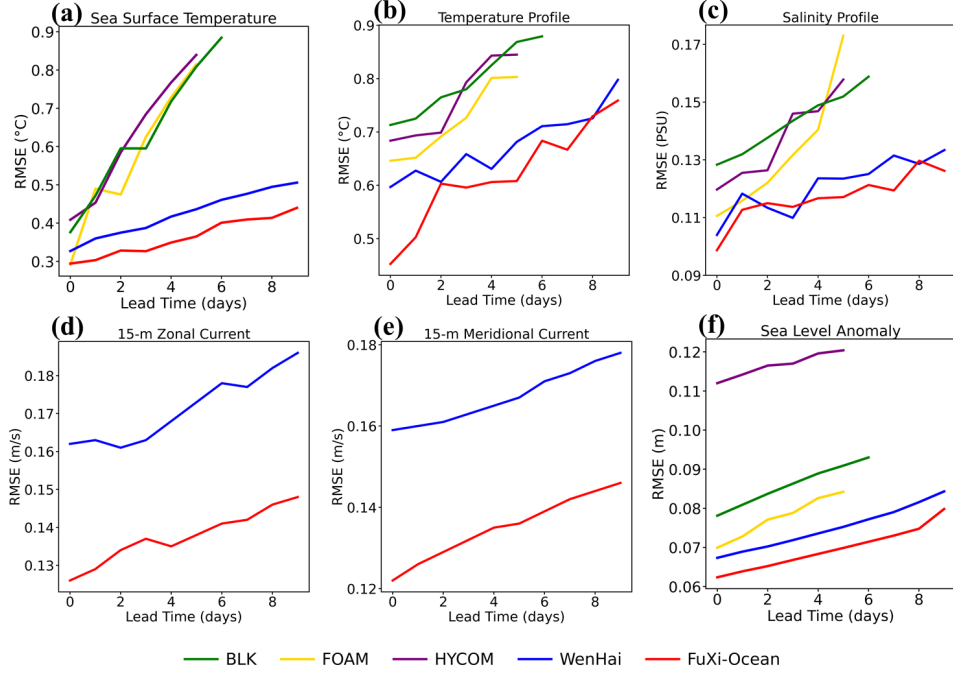 (a) Sea Surface Temperature
0.9
0.8
0.7
0.6
0.5
0.4
0.3
RMSE (°C)
0 2 4 6 8
Lead Time (days)
(b) Temperature Profile
0.9
0.8
0.7
0.6
0.5
RMSE (°C)
0 2 4 6 8
Lead Time (days)
(c) Salinity Profile
0.17
0.15
0.13
0.11
0.09
RMSE (PSU)
0 2 4 6 8
Lead Time (days)
(d) 15-m Zonal Current
0.18
0.17
0.16
0.15
0.14
0.13
RMSE (m/s)
0 2 4 6 8
Lead Time (days)
(e) 15-m Meridional Current
0.18
0.16
0.14
0.12
RMSE (m/s)
0 2 4 6 8
Lead Time (days)
(f) Sea Level Anomaly
0.12
0.11
0.10
0.09
0.08
0.07
0.06
RMSE (m)
0 2 4 6 8
Lead Time (days)
BLK FOAM HYCOM WenHai FuXi-Ocean